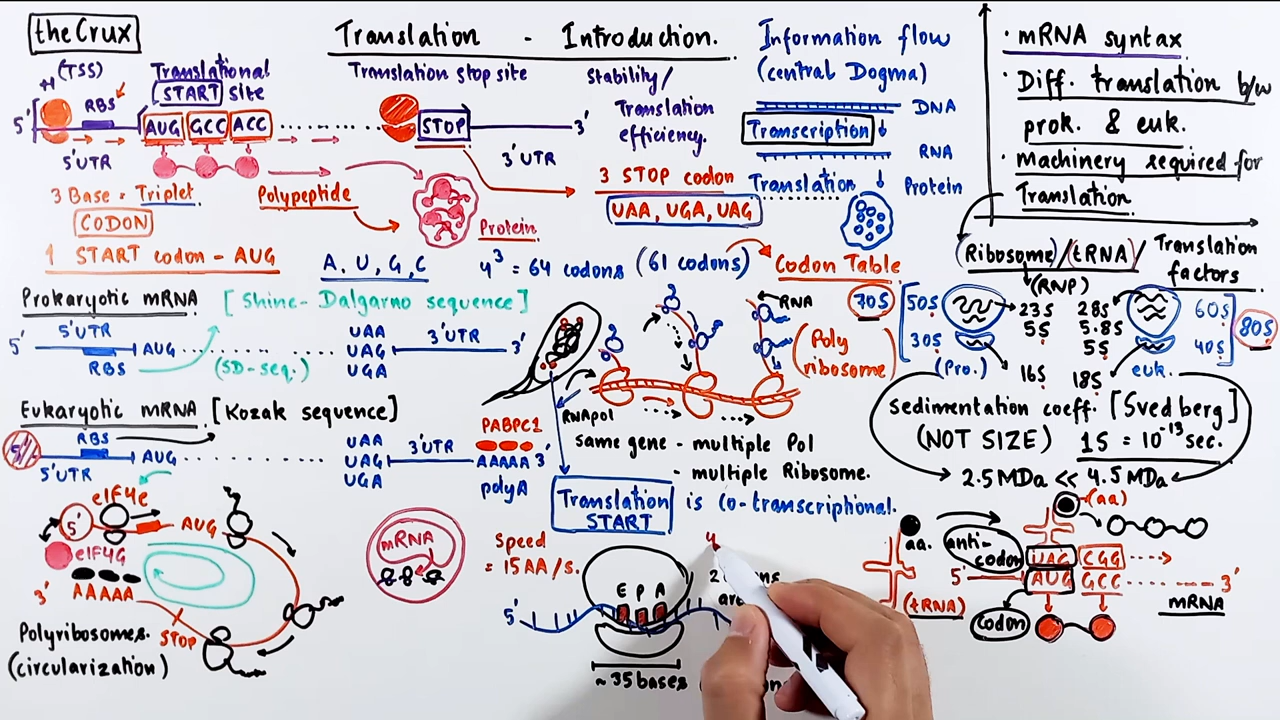 the Crux
Translation - Introduction.
Information flow
(central Dogma)
DNA
Transcription
RNA
Translation
Protein
· mRNA syntax
· Diff. translation b/w
prok. & euk.
· machinery required for
Translation
+1 (TSS)
RBS
5'
5'UTR
Translational
START site
AUG GCC ACC
Translation stop site
STOP
3'
3'UTR
Stability/
Translation
efficiency.
3 Base = Triplet
CODON
Polypeptide
Protein
3 STOP codon
UAA, UGA, UAG
1 START codon - AUG
A, U, G, C
4³ = 64 codons (61 codons)
Codon Table
Prokaryotic mRNA [Shine-Dalgarno sequence]
5' 5'UTR
RBS
AUG
(SD-seq.)
UAA
UAG
UGA
3'UTR
3'
Eukaryotic mRNA [Kozak sequence]
5'
RBS
5'UTR
AUG
UAA
UAG
UGA
3'UTR
PABPC1
AAAAA 3'
polyA
RNA
(Poly
ribosome)
RNApol
same gene - multiple Pol
- multiple Ribosome.
Translation
START
is co-transcriptional.
(Ribosome)/(tRNA)/ Translation
factors
(RNP)
70S
50S
30S
(Pro.)
23S
5S
16S
28S
5.8S
5S
18S
euk.
60S
40S
80S
Sedimentation coeff. [Svedberg]
(NOT SIZE) 1S = 10⁻¹³ sec.
2.5MDa << 4.5MDa
eIF4e
5'
AUG
eIF4G
3' AAAAA
STOP
Polyribosomes.
(circularization)
mRNA
Speed
= 15AA/s.
E P A
5'
~35 bases
aa.
(tRNA)
anti-
codon
(aa)
UAG CGG
5' AUG GCC 3'
mRNA
Codon